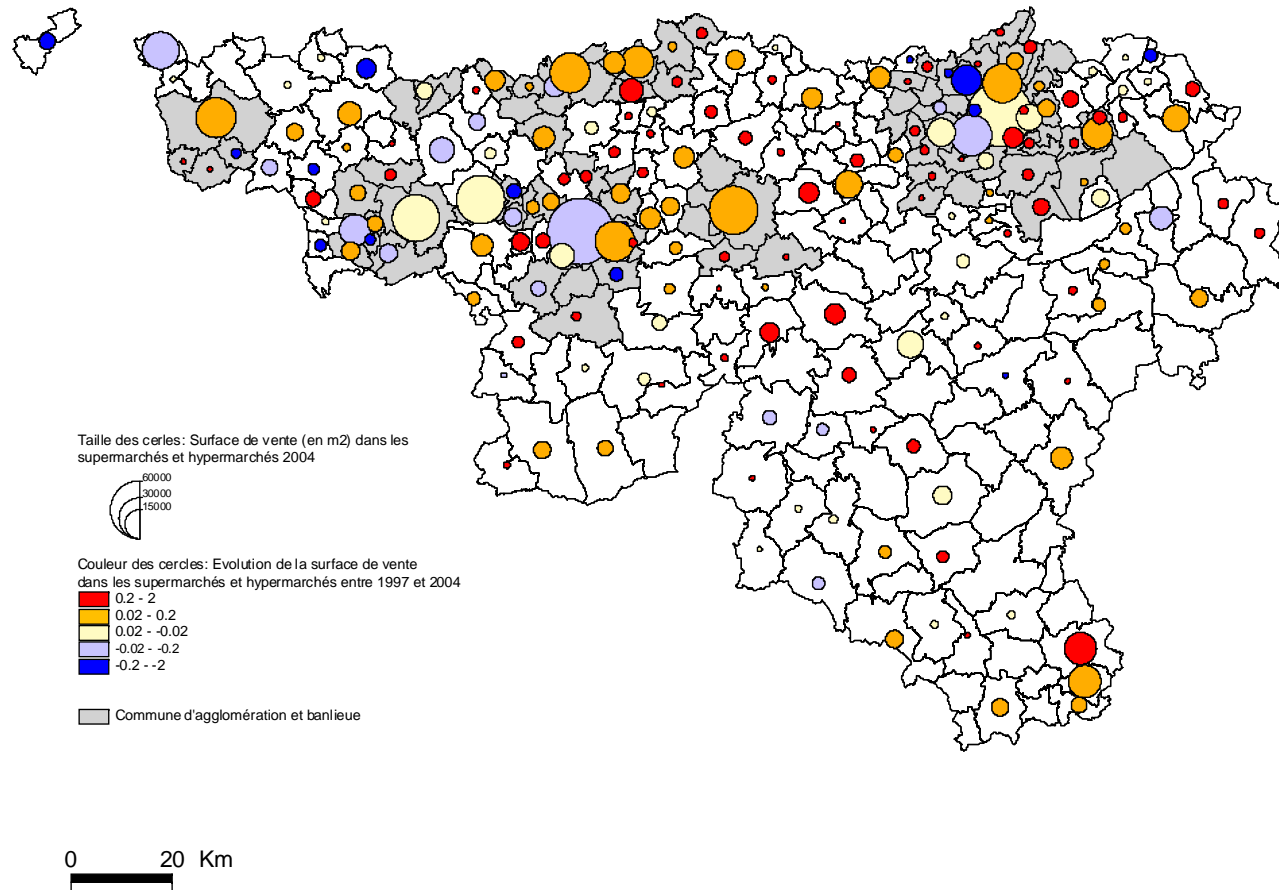 Taille des cerles: Surface de vente (en m2) dans les
supermarchés et hypermarchés 2004
60000
30000
15000
Couleur des cercles: Evolution de la surface de vente
dans les supermarchés et hypermarchés entre 1997 et 2004
0.2 - 2
0.02 - 0.2
0.02 - -0.02
-0.02 - -0.2
-0.2 - -2
Commune d'agglomération et banlieue
0 20 Km